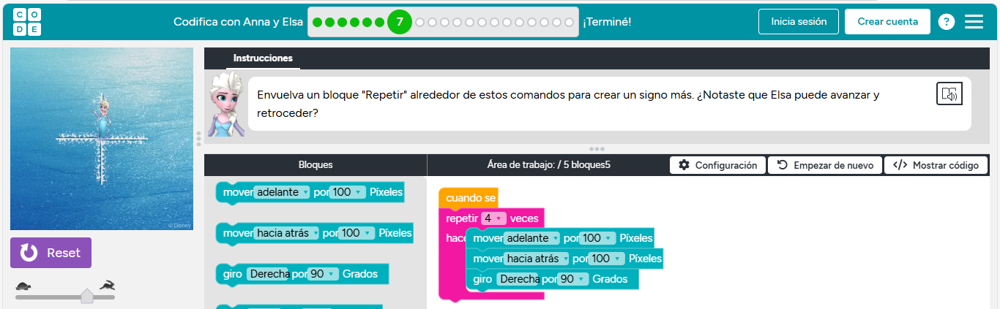 C O
D E
Codifica con Anna y Elsa
7
¡Terminé!
Inicia sesión
Crear cuenta
?
Instrucciones
Envuelva un bloque "Repetir" alrededor de estos comandos para crear un signo más. ¿Notaste que Elsa puede avanzar y
retroceder?
Bloques
Área de trabajo: / 5 bloques5
Configuración
Empezar de nuevo
</> Mostrar código
mover adelante por 100 Píxeles
mover hacia atrás por 100 Píxeles
giro Derecha por 90 Grados
cuando se
repetir 4 veces
hace
mover adelante por 100 Píxeles
mover hacia atrás por 100 Píxeles
giro Derecha por 90 Grados
© Disney
Reset